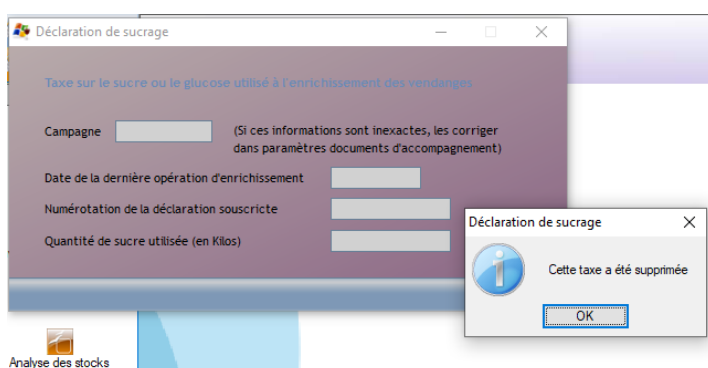 Déclaration de sucrage
Taxe sur le sucre ou le glucose utilisé à l'enrichissement des vendanges
Campagne
(Si ces informations sont inexactes, les corriger
dans paramètres documents d'accompagnement)
Date de la dernière opération d'enrichissement
Numérotation de la déclaration souscricte
Quantité de sucre utilisée (en Kilos)
Déclaration de sucrage
Cette taxe a été supprimée
OK
Analyse des stocks